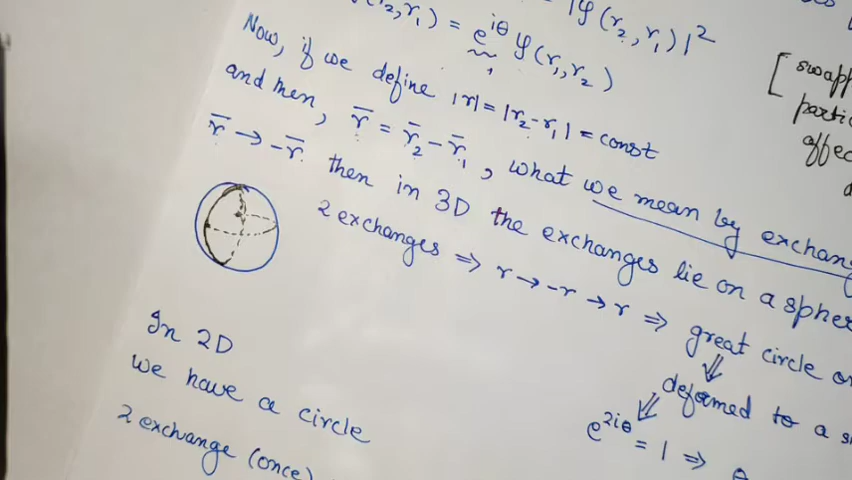 (r₂,r₁) = e^{iθ} φ(r₁,r₂)
|φ(r₂,r₁)|²
Now, if we define |r| = |r₂-r₁| = const
and then, r̄ = r̄₂-r̄₁, what we mean by
r̄ → -r̄ then in 3D the exchanges lie on a
2 exchanges ⇒ r → -r → r ⇒ great circle
⇓
deformed to a
⇓
e^{2iθ} = 1 ⇒
In 2D
we have a circle
2 exchange (once)
[